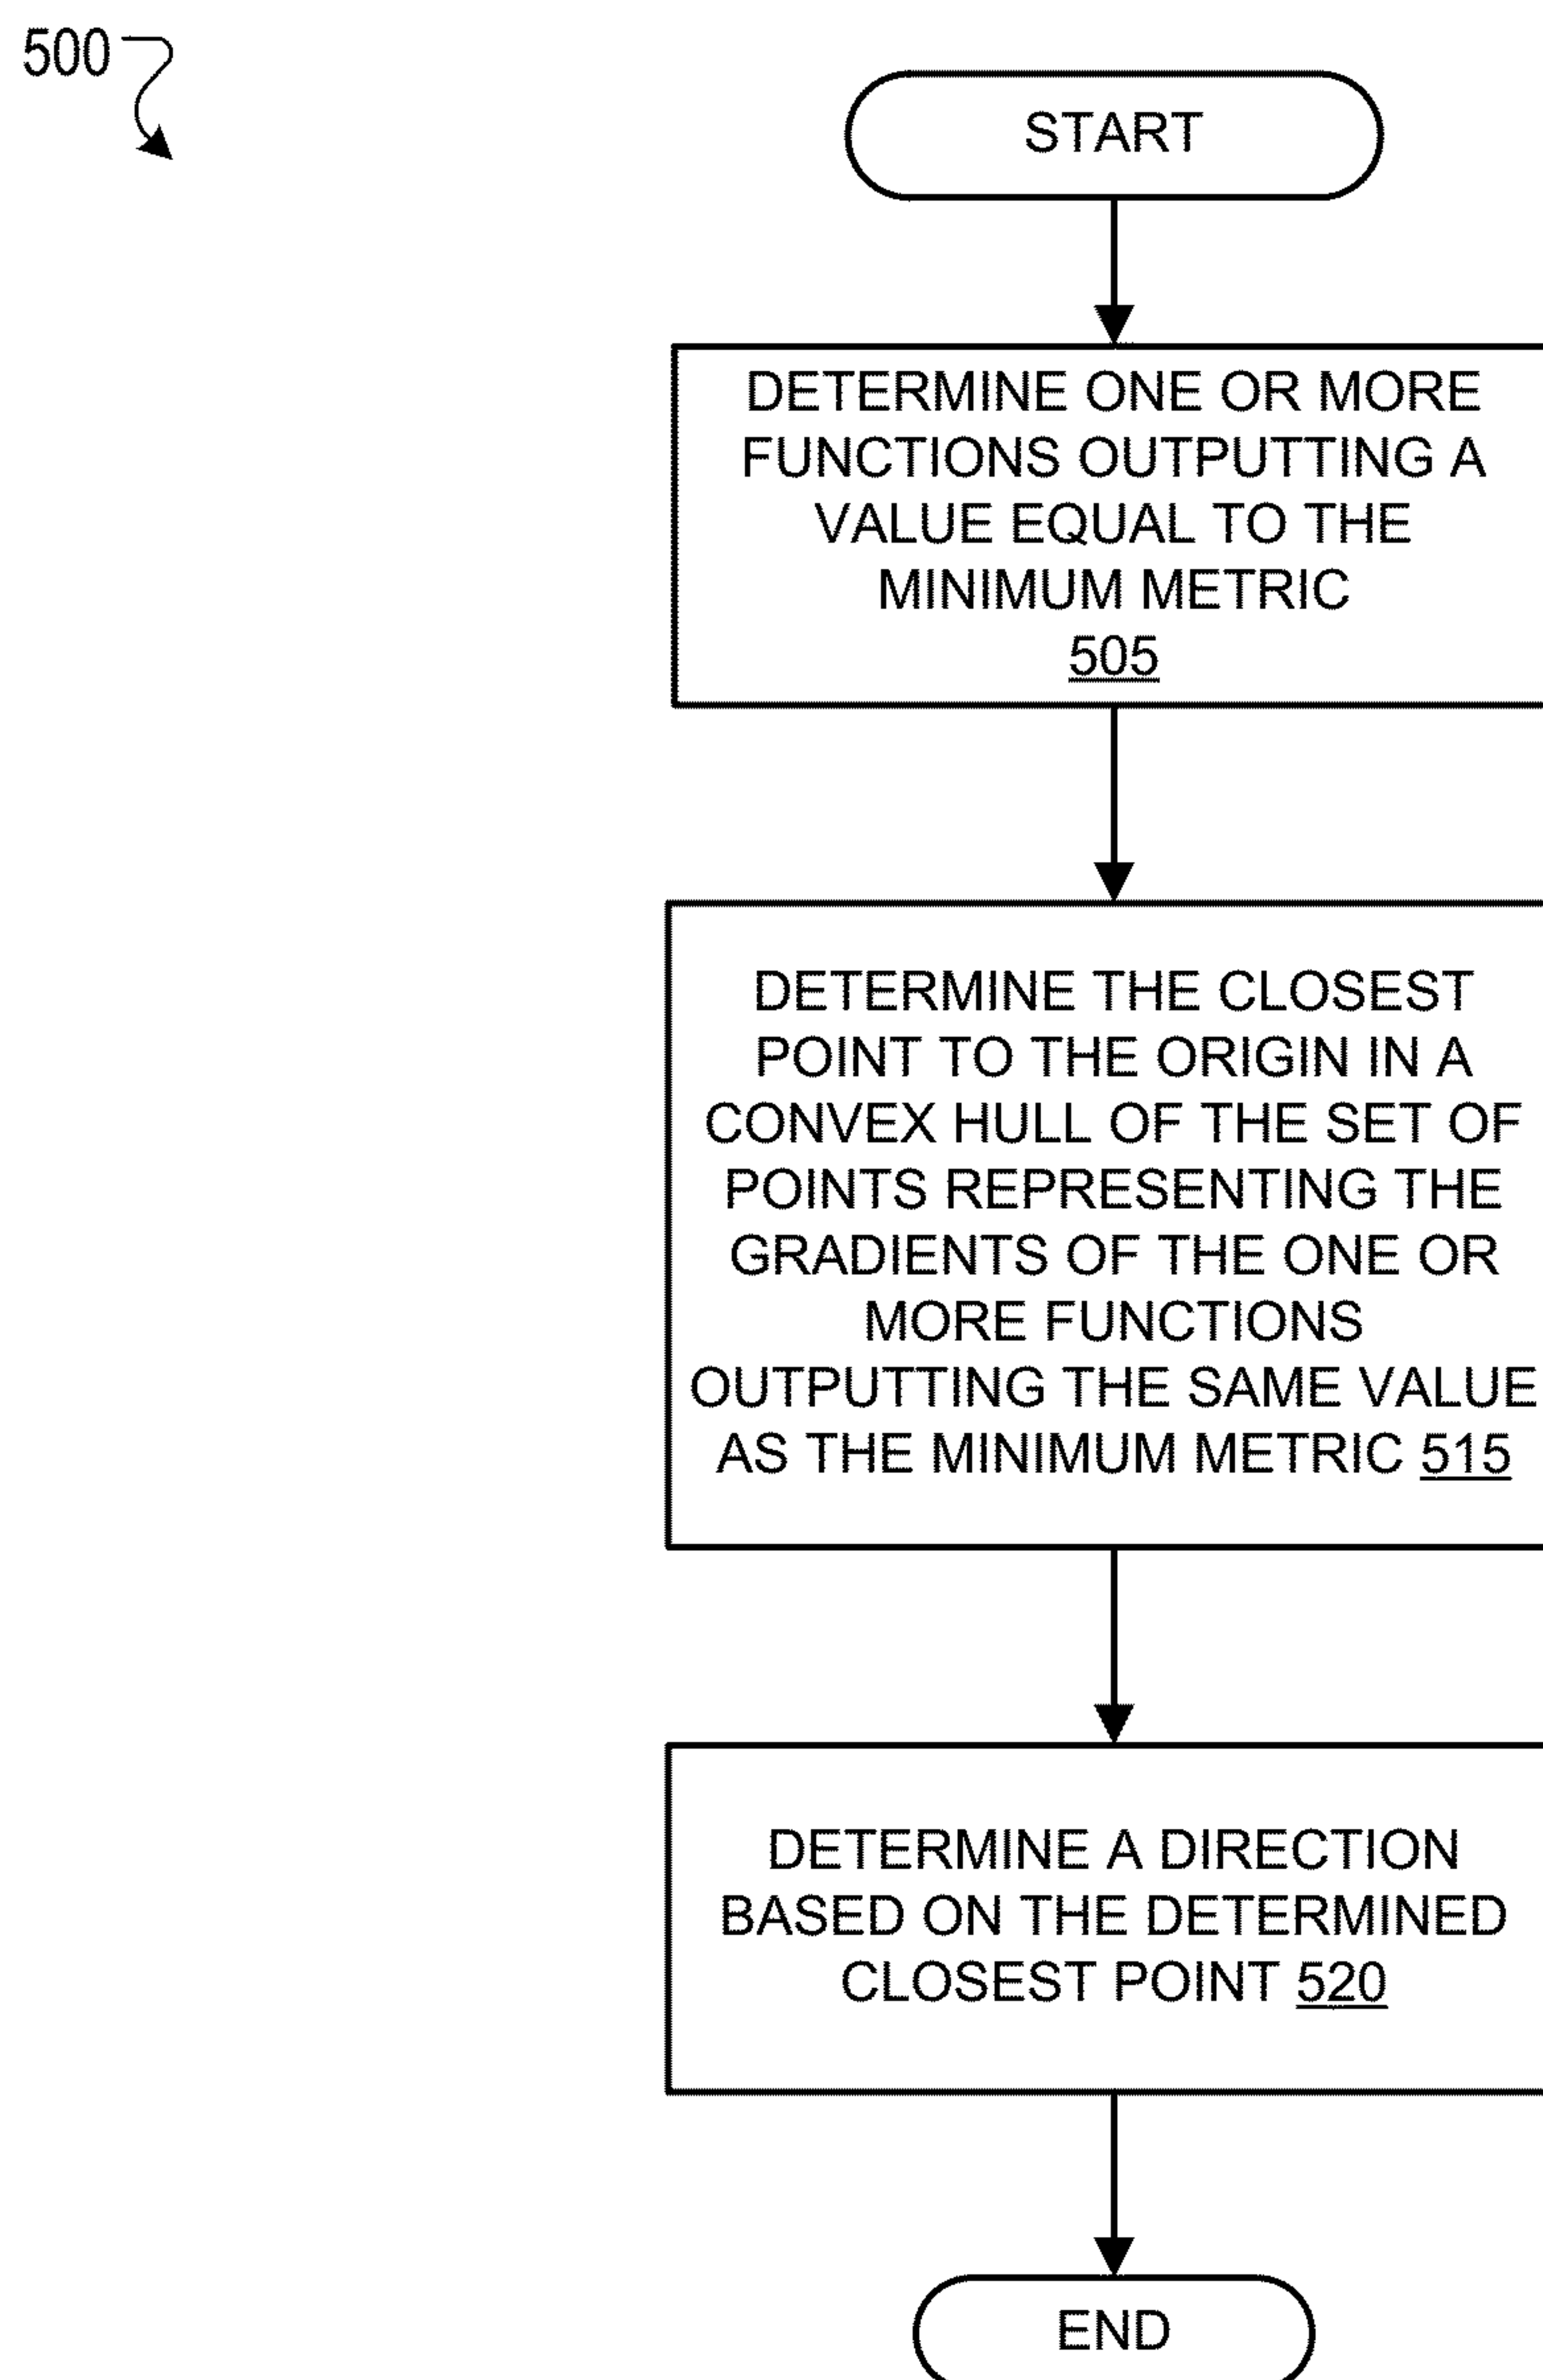 500
START
DETERMINE ONE OR MORE
FUNCTIONS OUTPUTTING A
VALUE EQUAL TO THE
MINIMUM METRIC
505
DETERMINE THE CLOSEST
POINT TO THE ORIGIN IN A
CONVEX HULL OF THE SET OF
POINTS REPRESENTING THE
GRADIENTS OF THE ONE OR
MORE FUNCTIONS
OUTPUTTING THE SAME VALUE
AS THE MINIMUM METRIC 515
DETERMINE A DIRECTION
BASED ON THE DETERMINED
CLOSEST POINT 520
END